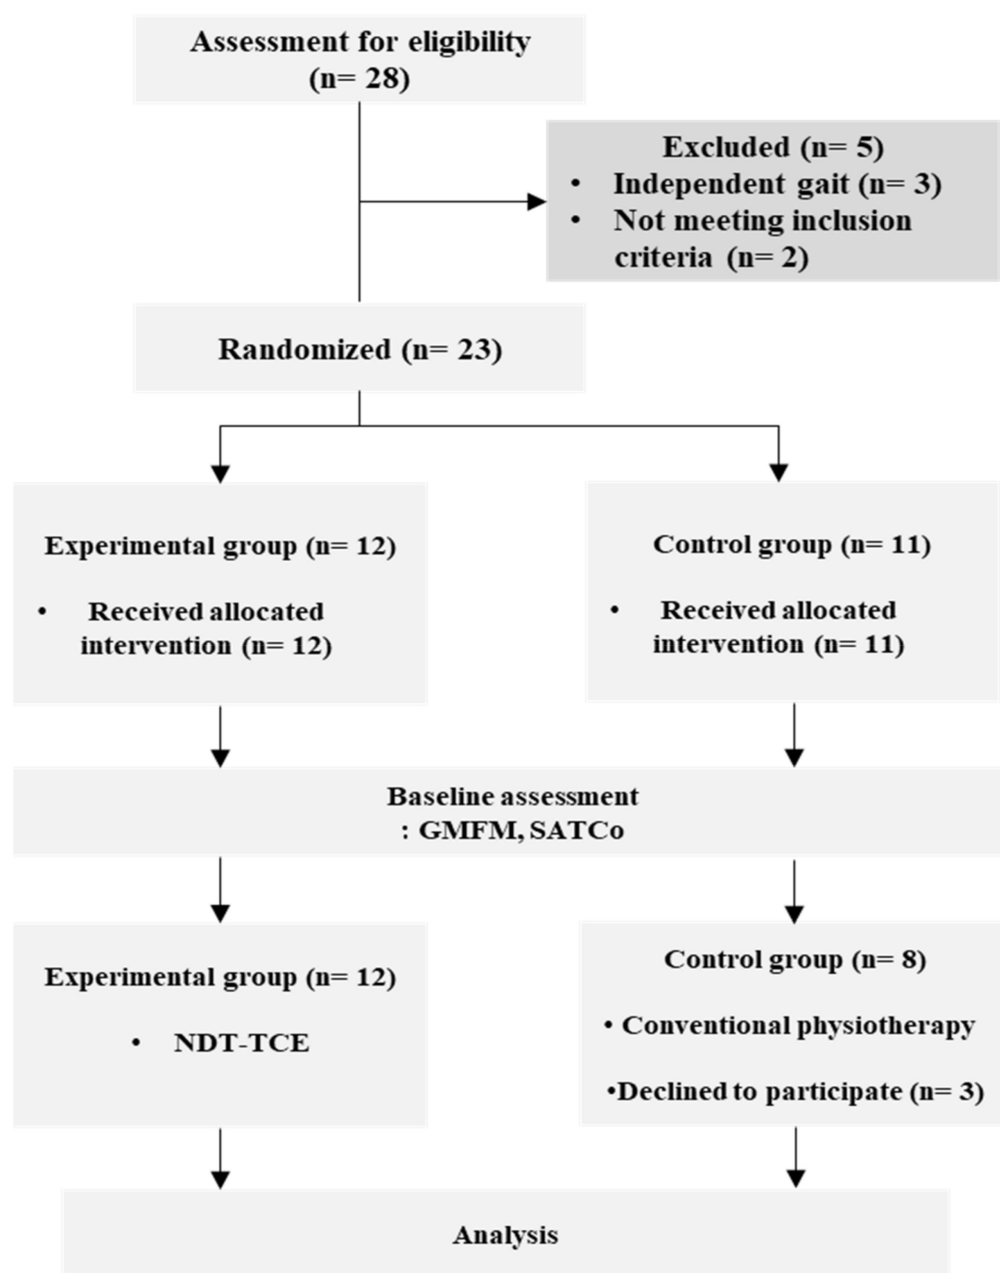 Assessment for eligibility
(n= 28)
Excluded (n= 5)
• Independent gait (n= 3)
• Not meeting inclusion
criteria (n= 2)
Randomized (n= 23)
Experimental group (n= 12)
• Received allocated
intervention (n= 12)
Control group (n= 11)
• Received allocated
intervention (n= 11)
Baseline assessment
: GMFM, SATCo
Experimental group (n= 12)
• NDT-TCE
Control group (n= 8)
• Conventional physiotherapy
•Declined to participate (n= 3)
Analysis